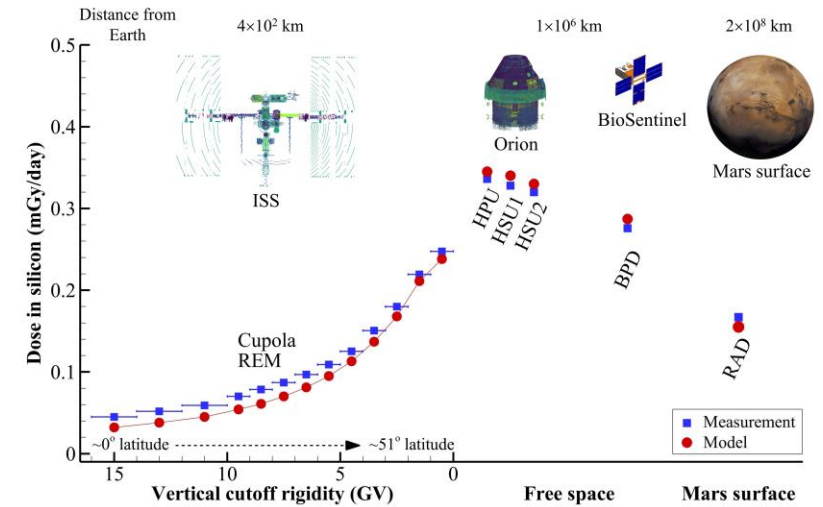 Distance from
Earth
4×10² km
1×10⁶ km
2×10⁸ km
0.5
0.4
0.3
0.2
0.1
0
Dose in silicon (mGy/day)
ISS
Orion
BioSentinel
Mars surface
HPU
HSU1
HSU2
BPD
RAD
Cupola
REM
~0° latitude
~51° latitude
Measurement
Model
15
10
5
0
Vertical cutoff rigidity (GV)
Free space
Mars surface